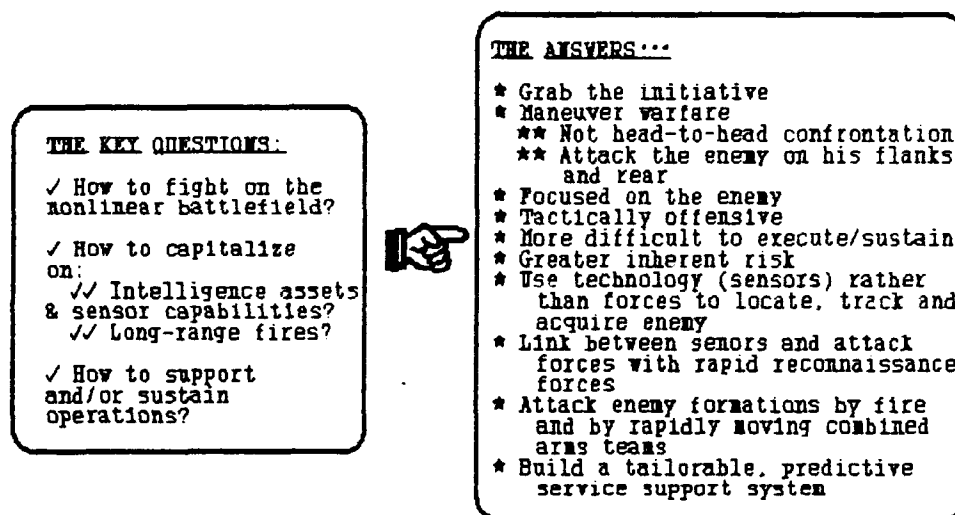 THE KEY QUESTIONS:
✓ How to fight on the
nonlinear battlefield?
✓ How to capitalize
on:
✓✓ Intelligence assets
& sensor capabilities?
✓✓ Long-range fires?
✓ How to support
and/or sustain
operations?
THE ANSWERS...
* Grab the initiative
* Maneuver warfare
** Not head-to-head confrontation
** Attack the enemy on his flanks
and rear
* Focused on the enemy
* Tactically offensive
* More difficult to execute/sustain
* Greater inherent risk
* Use technology (sensors) rather
than forces to locate, track and
acquire enemy
* Link between senors and attack
forces with rapid reconnaissance
forces
* Attack enemy formations by fire
and by rapidly moving combined
arms teams
* Build a tailorable, predictive
service support system